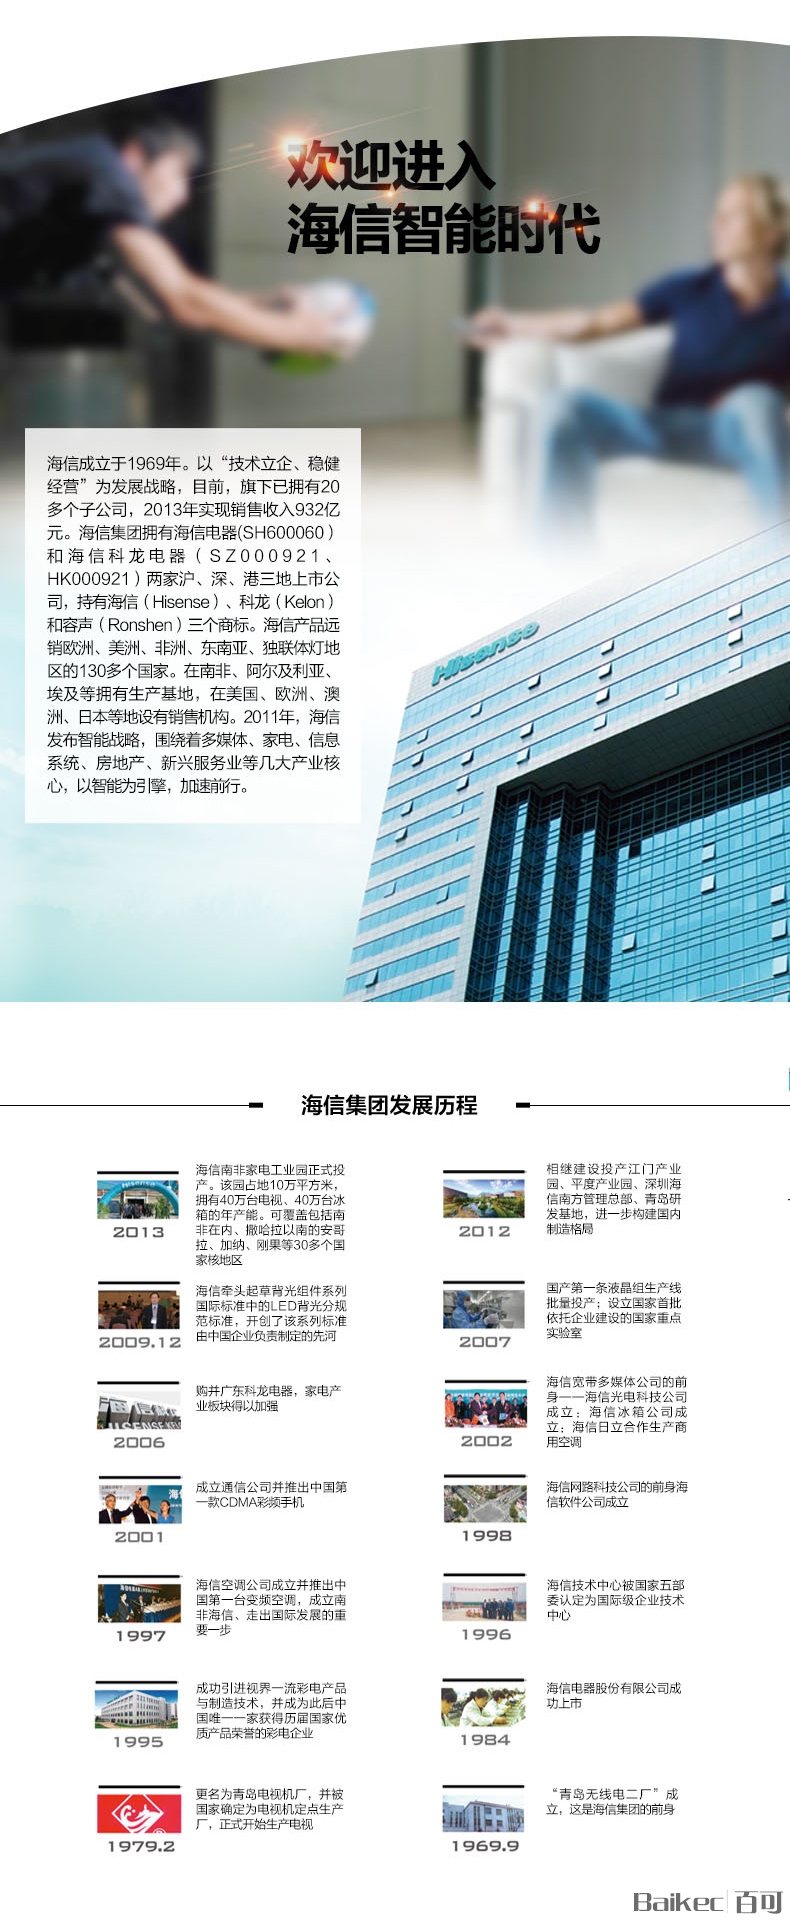 欢迎进入
海信智能时代
海信成立于1969年。以“技术立企、稳健
经营”为发展战略，目前，旗下已拥有20
多个子公司，2013年实现销售收入932亿
元。海信集团拥有海信电器(SH600060）
和海信科龙电器（SZ000921、
HK000921）两家沪、深、港三地上市公
司，持有海信（Hisense）、科龙（Kelon）
和容声（Ronshen）三个商标。海信产品远
销欧洲、美洲、非洲、东南亚、独联体灯地
区的130多个国家。在南非、阿尔及利亚、
埃及等拥有生产基地，在美国、欧洲、澳
洲、日本等地设有销售机构。2011年，海信
发布智能战略，围绕着多媒体、家电、信息
系统、房地产、新兴服务业等几大产业核
心，以智能为引擎，加速前行。
Hisense
海信集团发展历程
Hisense
2013
海信南非家电工业园正式投
产。该园占地10万平方米，
拥有40万台电视、40万台冰
箱的年产能。可覆盖包括南
非在内、撒哈拉以南的安哥
拉、加纳、刚果等30多个国
家核地区
2012
相继建设投产江门产业
园、平度产业园、深圳海
信南方管理总部、青岛研
发基地，进一步构建国内
制造格局
2009.12
海信牵头起草背光组件系列
国际标准中的LED背光分规
范标准，开创了该系列标准
由中国企业负责制定的先河
2007
国产第一条液晶组生产线
批量投产；设立国家首批
依托企业建设的国家重点
实验室
2006
购并广东科龙电器，家电产
业板块得以加强
2002
海信宽带多媒体公司的前
身——海信光电科技公司
成立；海信冰箱公司成
立；海信日立合作生产商
用空调
2001
成立通信公司并推出中国第
一款CDMA彩频手机
1998
海信网路科技公司的前身海
信软件公司成立
1997
海信空调公司成立并推出中
国第一台变频空调，成立南
非海信、走出国际发展的重
要一步
1996
海信技术中心被国家五部
委认定为国际级企业技术
中心
1995
成功引进视界一流彩电产品
与制造技术，并成为此后中
国唯一一家获得历届国家优
质产品荣誉的彩电企业
1984
海信电器股份有限公司成
功上市
1979.2
更名为青岛电视机厂，并被
国家确定为电视机定点生产
厂，正式开始生产电视
1969.9
“青岛无线电二厂”成
立，这是海信集团的前身
Baikec 百可